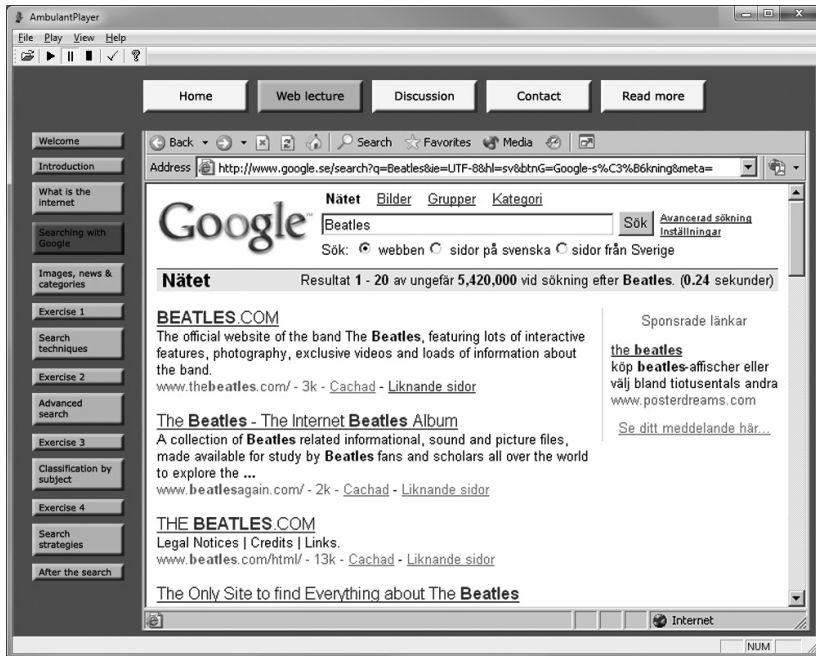 AmbulantPlayer
File Play View Help
Home Web lecture Discussion Contact Read more
Welcome
Introduction
What is the
internet
Searching with
Google
Images, news &
categories
Exercise 1
Search
techniques
Exercise 2
Advanced
search
Exercise 3
Classification by
subject
Exercise 4
Search
strategies
After the search
Back Search Favorites Media
Address http://www.google.se/search?q=Beatles&ie=UTF-8&hl=sv&btnG=Google-s%C3%B6kning&meta=
Google™
Nätet Bilder Grupper Kategori
Beatles Sök Avancerad sökning
Inställningar
Sök: webben sidor på svenska sidor från Sverige
Nätet Resultat 1 - 20 av ungefär 5,420,000 vid sökning efter Beatles. (0.24 sekunder)
BEATLES.COM
The official website of the band The Beatles, featuring lots of interactive
features, photography, exclusive videos and loads of information about
the band.
www.thebeatles.com/ - 3k - Cachad - Liknande sidor
The Beatles - The Internet Beatles Album
A collection of Beatles related informational, sound and picture files,
made available for study by Beatles fans and scholars all over the world
to explore the ...
www.beatlesagain.com/ - 2k - Cachad - Liknande sidor
THE BEATLES.COM
Legal Notices | Credits | Links.
www.beatles.com/html/ - 13k - Cachad - Liknande sidor
The Only Site to find Everything about The Beatles
Sponsrade länkar
the beatles
köp beatles-affischer eller
välj bland tiotusentals andra
www.posterdreams.com
Se ditt meddelande här...
Internet
NUM